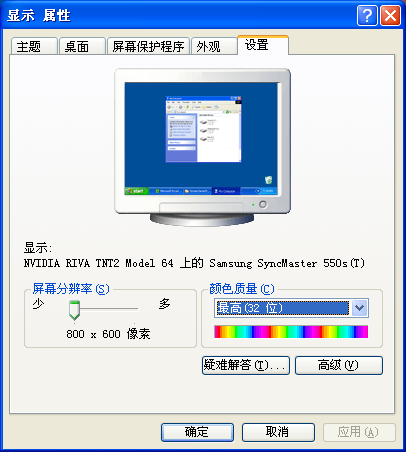 显示 属性
主题 桌面 屏幕保护程序 外观 设置
start
显示:
NVIDIA RIVA TNT2 Model 64 上的 Samsung SyncMaster 550s(T)
屏幕分辨率(S)
少 多
800 x 600 像素
颜色质量(C)
最高(32 位)
疑难解答(T)... 高级(V)
确定 取消 应用(A)